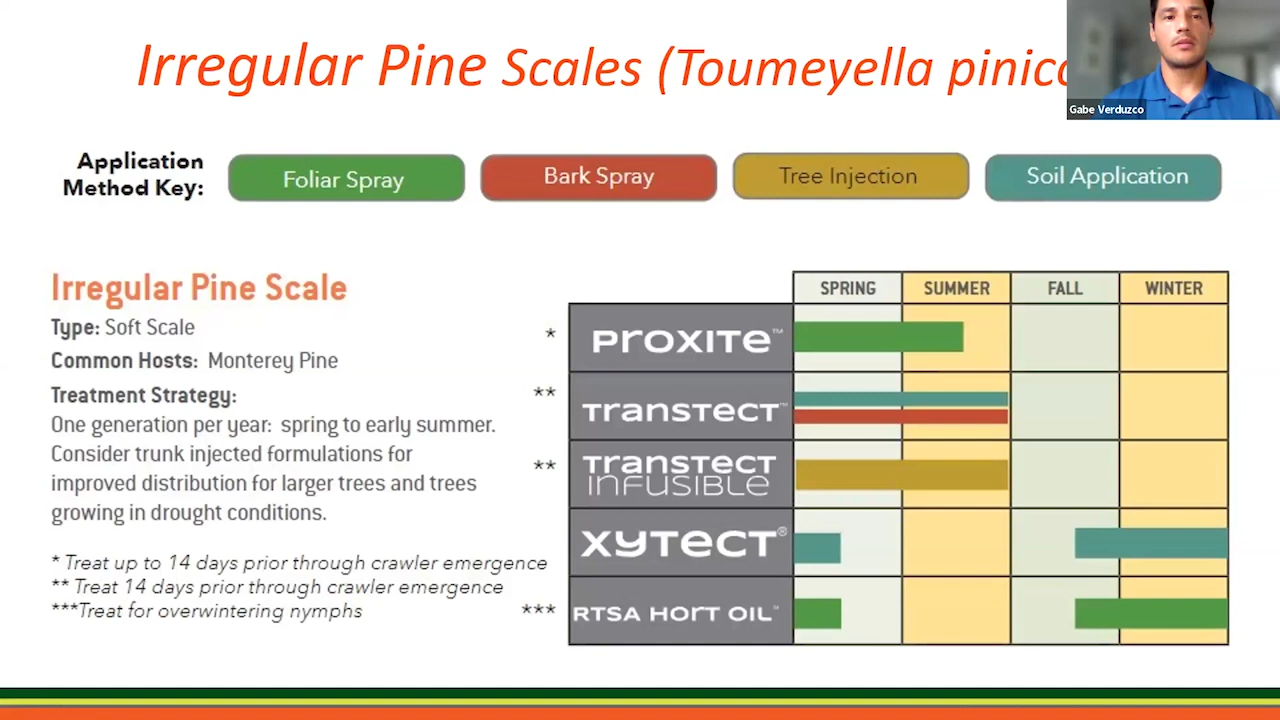 Irregular Pine Scales (Toumeyella pinico
Gabe Verduzco
Application
Method Key:
Foliar Spray
Bark Spray
Tree Injection
Soil Application
Irregular Pine Scale
Type: Soft Scale
Common Hosts: Monterey Pine
Treatment Strategy:
One generation per year: spring to early summer.
Consider trunk injected formulations for
improved distribution for larger trees and trees
growing in drought conditions.
* Treat up to 14 days prior through crawler emergence
** Treat 14 days prior through crawler emergence
***Treat for overwintering nymphs
SPRING SUMMER FALL WINTER
* PROXITE™
** TRANSTECT™
** TRANSTECT
INFUSIBLE
XYTECT®
*** RTSA HORT OIL™